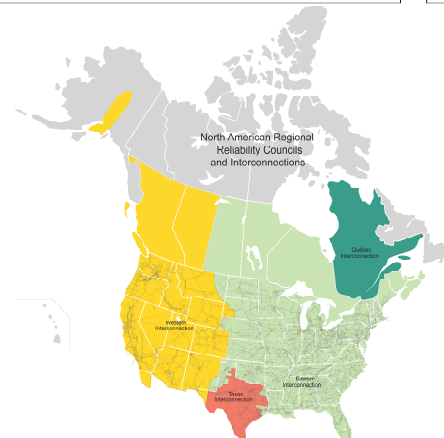 North American Regional
Reliability Councils
and Interconnections
Québec
Interconnection
Western
Interconnection
Eastern
Interconnection
Texas
Interconnection